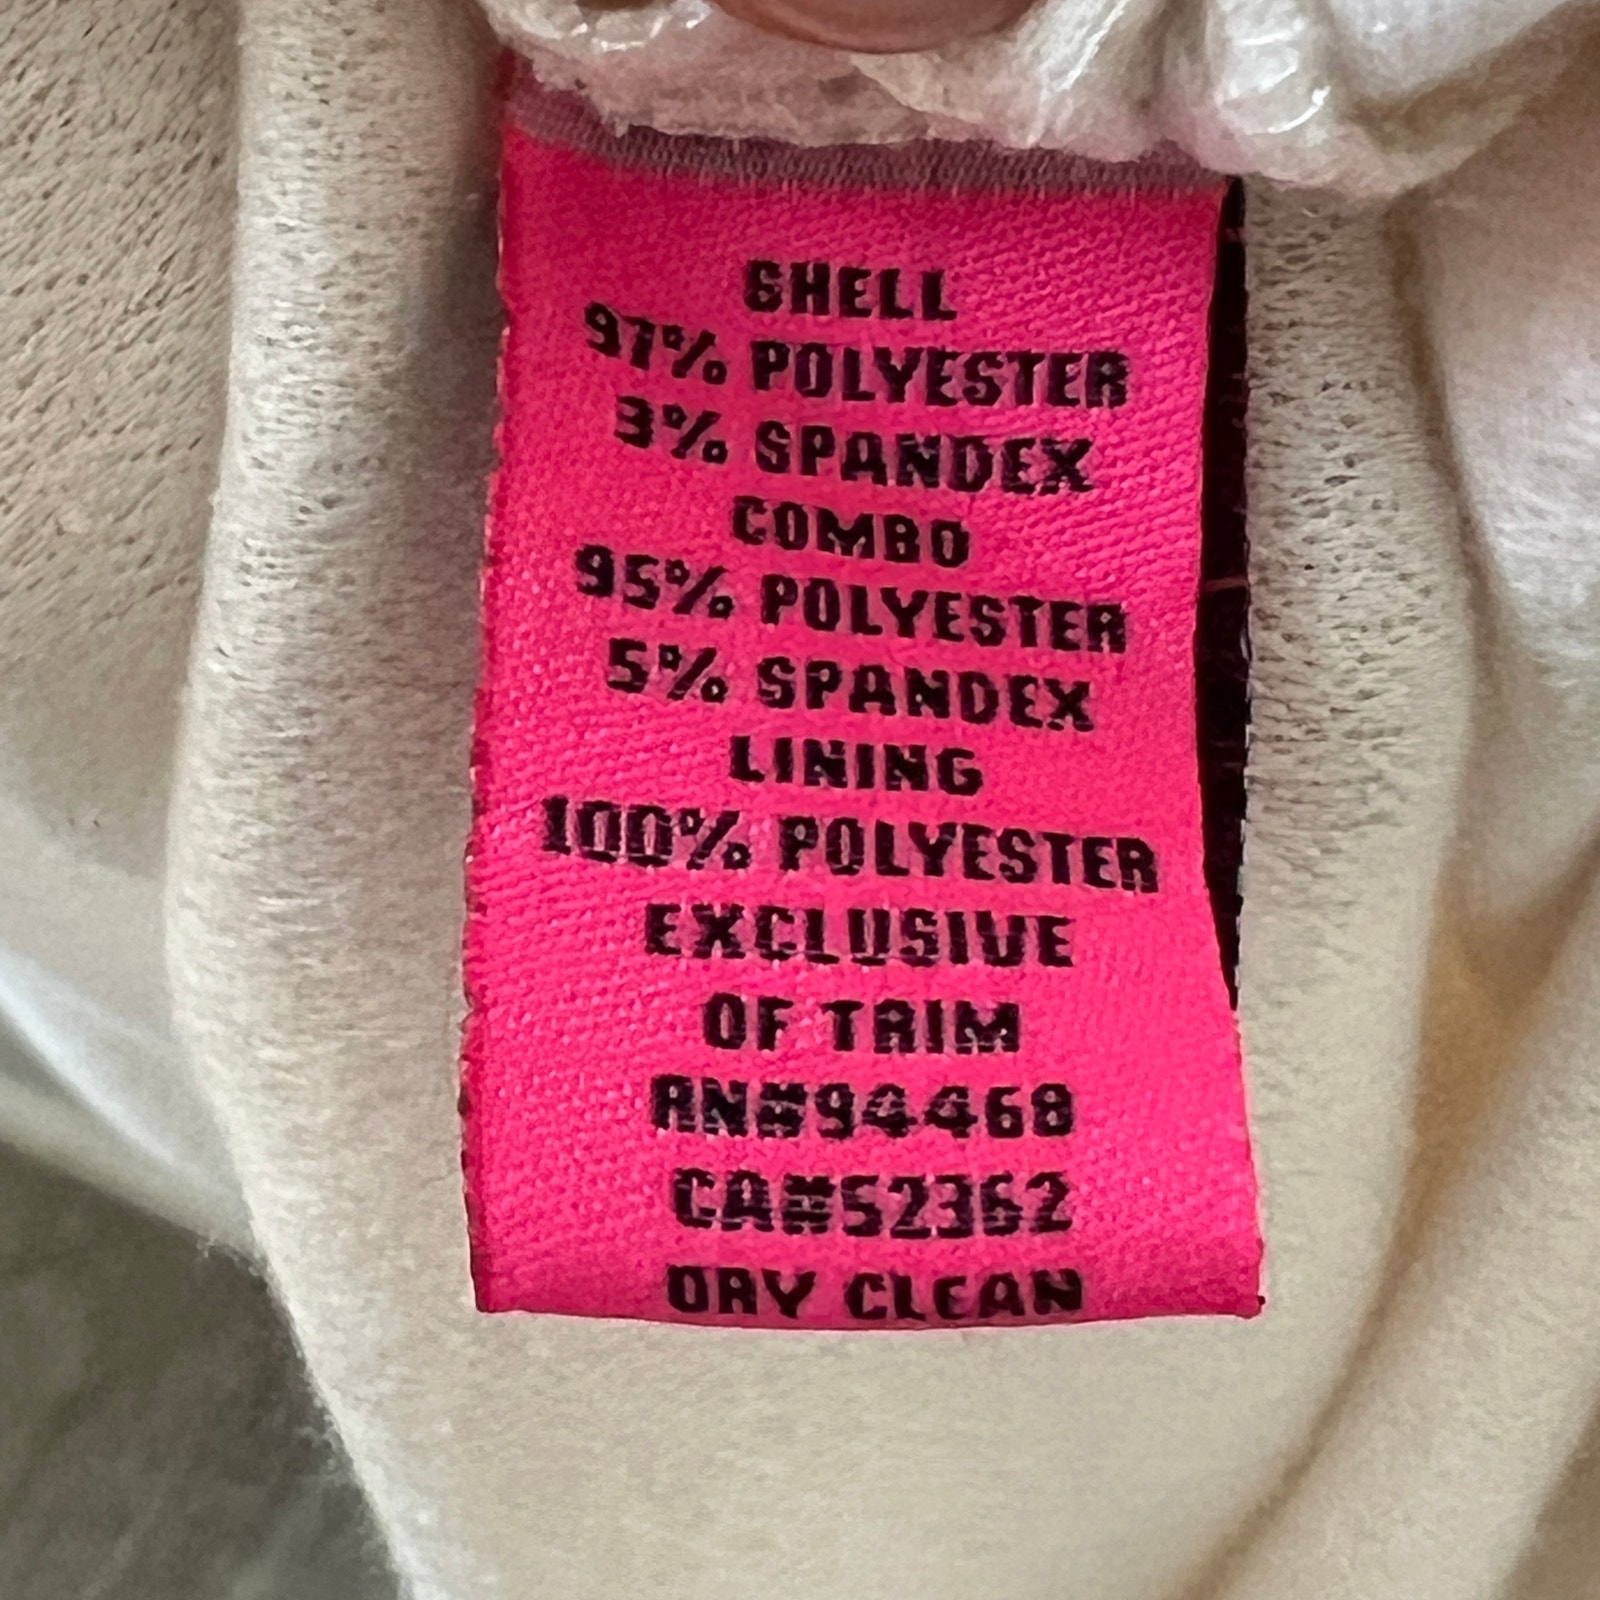 SHELL
97% POLYESTER
3% SPANDEX
COMBO
95% POLYESTER
5% SPANDEX
LINING
100% POLYESTER
EXCLUSIVE
OF TRIM
RN#94468
CA#52362
DRY CLEAN